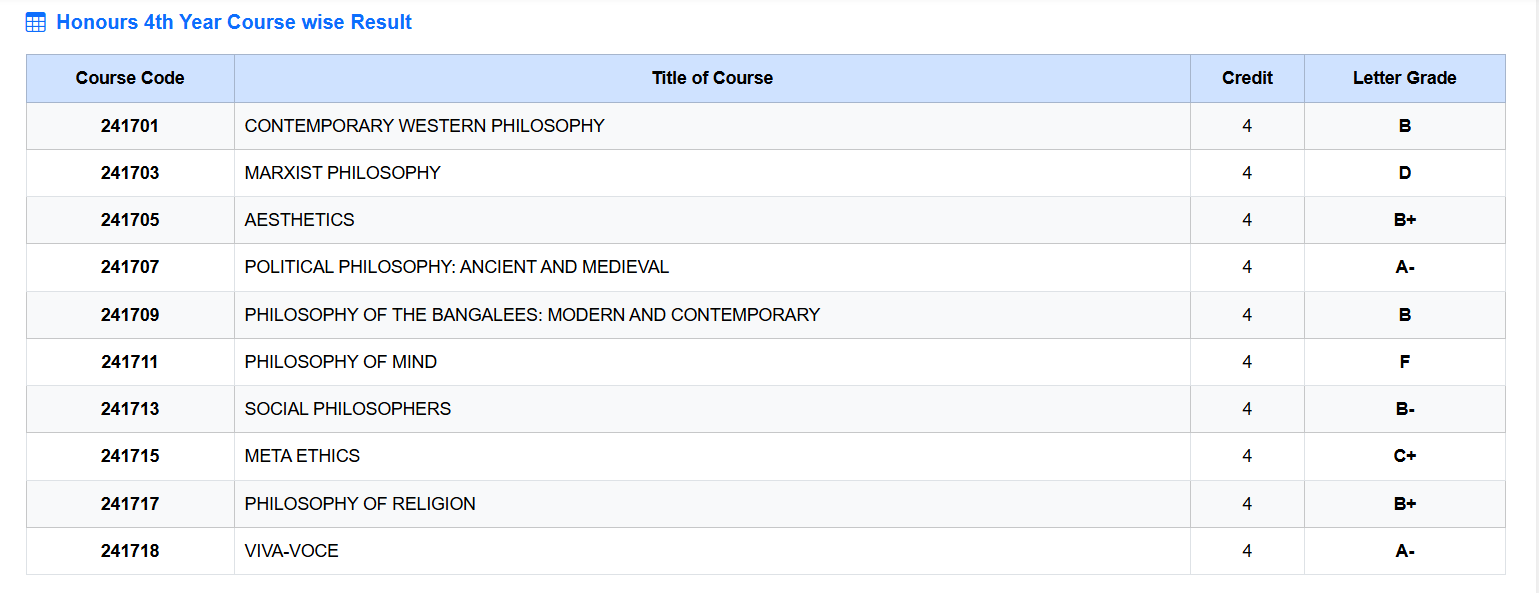 Honours 4th Year Course wise Result
Course Code Title of Course Credit Letter Grade
241701 CONTEMPORARY WESTERN PHILOSOPHY 4 B
241703 MARXIST PHILOSOPHY 4 D
241705 AESTHETICS 4 B+
241707 POLITICAL PHILOSOPHY: ANCIENT AND MEDIEVAL 4 A-
241709 PHILOSOPHY OF THE BANGALEES: MODERN AND CONTEMPORARY 4 B
241711 PHILOSOPHY OF MIND 4 F
241713 SOCIAL PHILOSOPHERS 4 B-
241715 META ETHICS 4 C+
241717 PHILOSOPHY OF RELIGION 4 B+
241718 VIVA-VOCE 4 A-